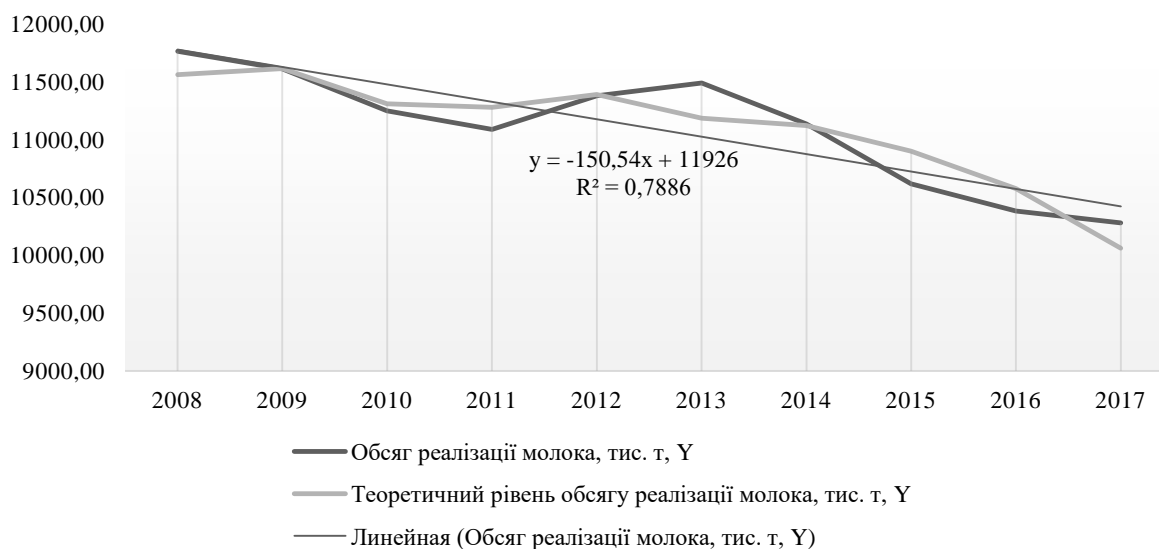 12000,00
11500,00
11000,00
10500,00
10000,00
9500,00
9000,00
y = -150,54x + 11926
R² = 0,7886
2008 2009 2010 2011 2012 2013 2014 2015 2016 2017
Обсяг реалізації молока, тис. т, Y
Теоретичний рівень обсягу реалізації молока, тис. т, Y
Линейная (Обсяг реалізації молока, тис. т, Y)